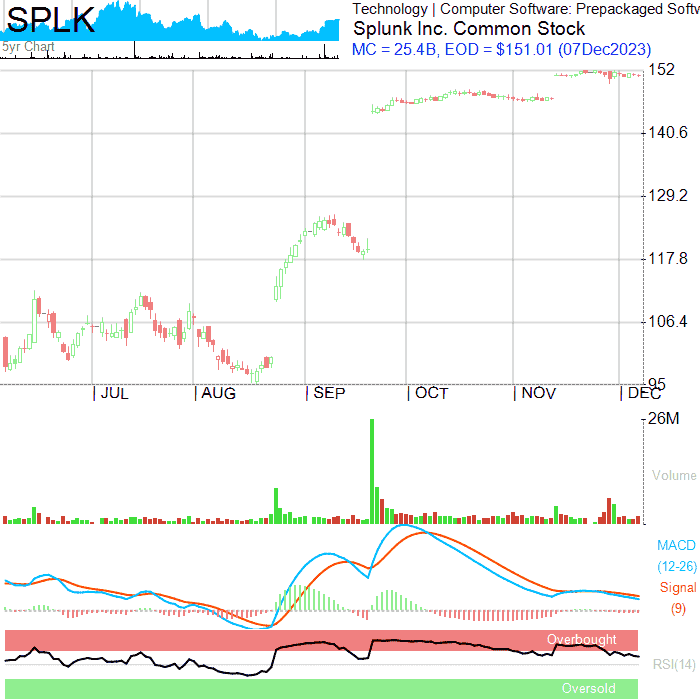 SPLK
5yr Chart
Technology | Computer Software: Prepackaged Softw
Splunk Inc. Common Stock
MC = 25.4B, EOD = $151.01 (07Dec2023)
152
140.6
129.2
117.8
106.4
95
JUL
AUG
SEP
OCT
NOV
DEC
26M
Volume
MACD
(12-26)
Signal
(9)
Overbought
RSI(14)
Oversold